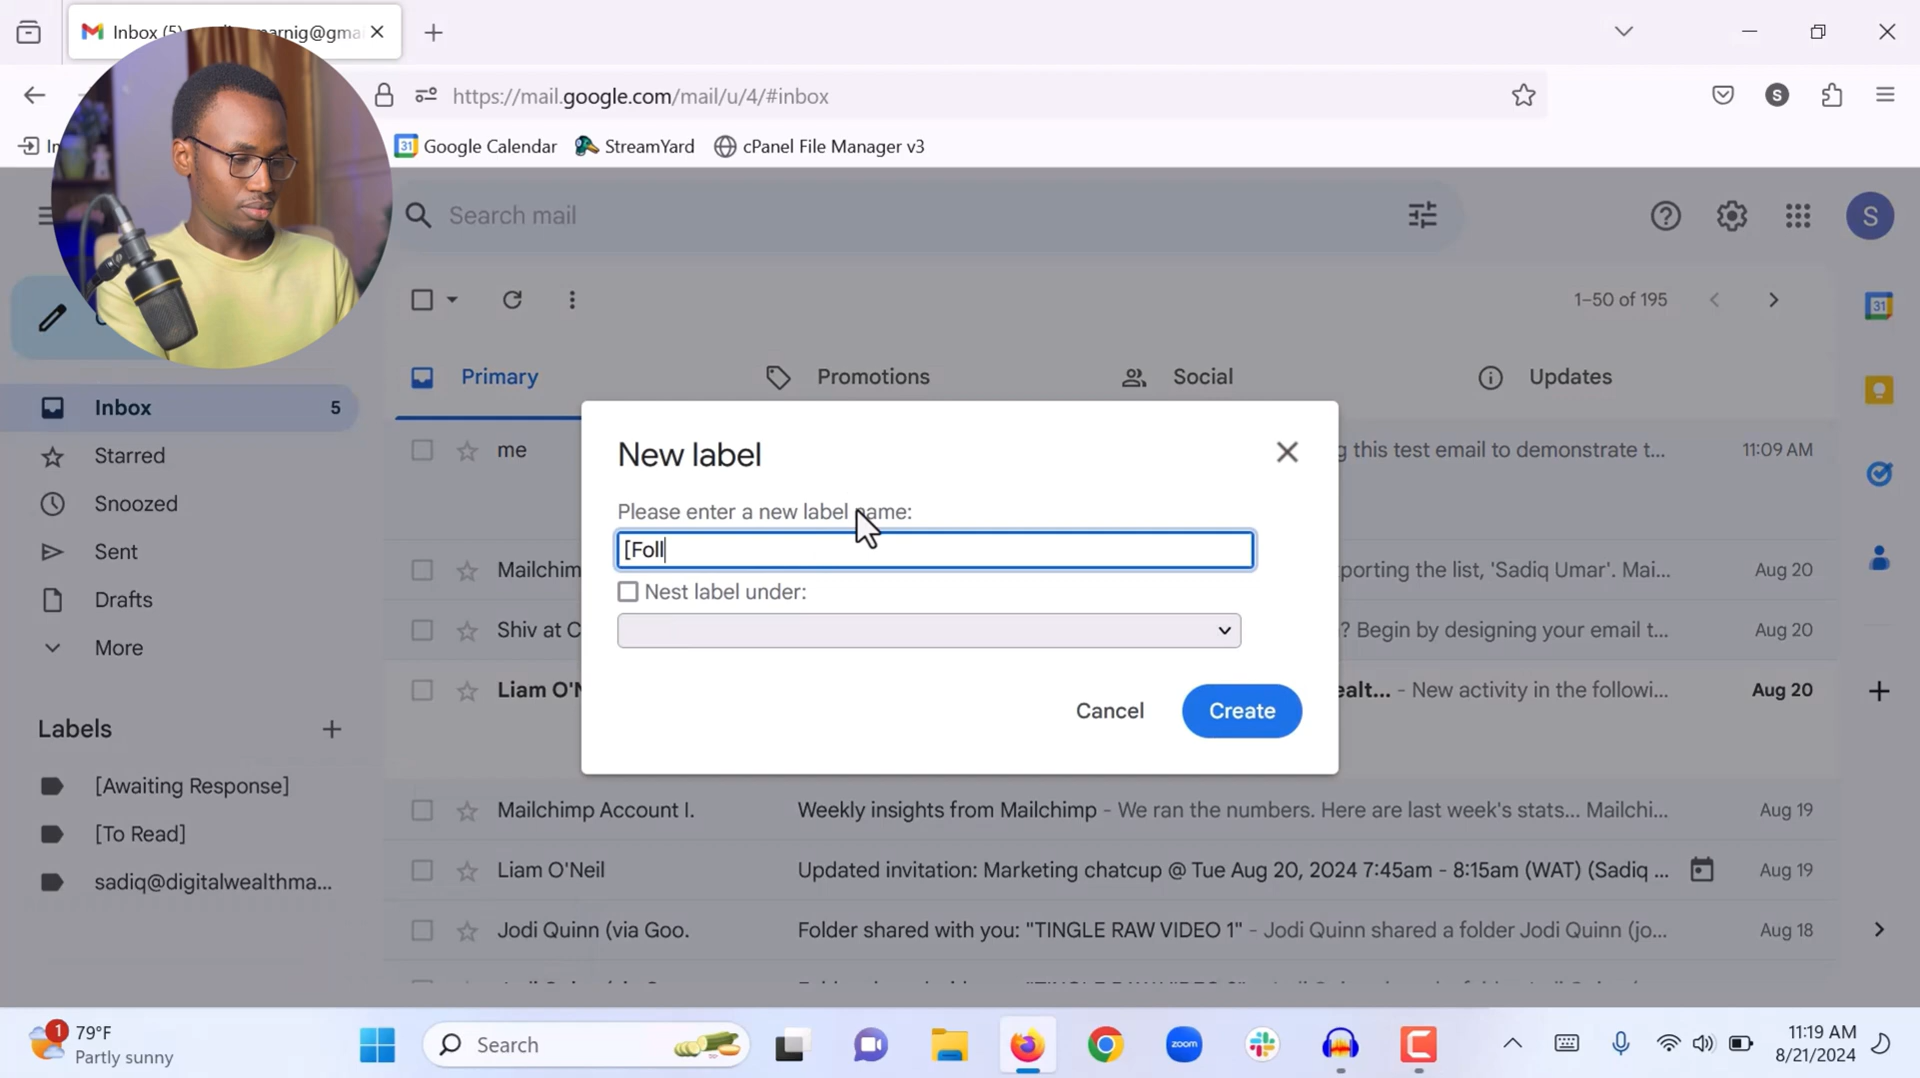 Inbox (5)
arnig@gma
https://mail.google.com/mail/u/4/#inbox
S
In
31 Google Calendar
StreamYard
cPanel File Manager v3
Search mail
S
1–50 of 195
31
Primary
Promotions
Social
Updates
Inbox 5
Starred
Snoozed
Sent
Drafts
More
Labels
[Awaiting Response]
[To Read]
sadiq@digitalwealthma...
me
g this test email to demonstrate t...
11:09 AM
Mailchim
xporting the list, 'Sadiq Umar'. Mai...
Aug 20
Shiv at C
? Begin by designing your email t...
Aug 20
Liam O'N
ealt... - New activity in the followi...
Aug 20
Mailchimp Account I.
Weekly insights from Mailchimp - We ran the numbers. Here are last week's stats... Mailchi...
Aug 19
Liam O'Neil
Updated invitation: Marketing chatcup @ Tue Aug 20, 2024 7:45am - 8:15am (WAT) (Sadiq ...
Aug 19
Jodi Quinn (via Goo.
Folder shared with you: "TINGLE RAW VIDEO 1" - Jodi Quinn shared a folder Jodi Quinn (jo...
Aug 18
New label
Please enter a new label name:
[Foll
Nest label under:
Cancel
Create
1
79°F
Partly sunny
Search
zoom
11:19 AM
8/21/2024